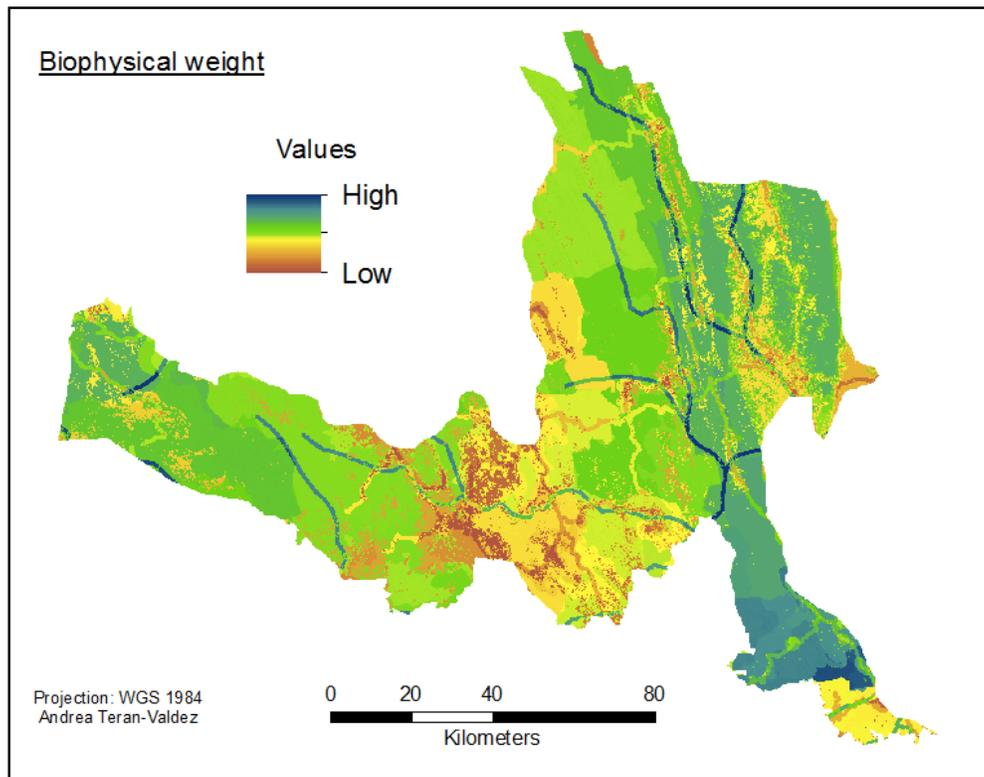 Biophysical weight
Values
High
Low
Projection: WGS 1984
Andrea Teran-Valdez
0 20 40 80
Kilometers